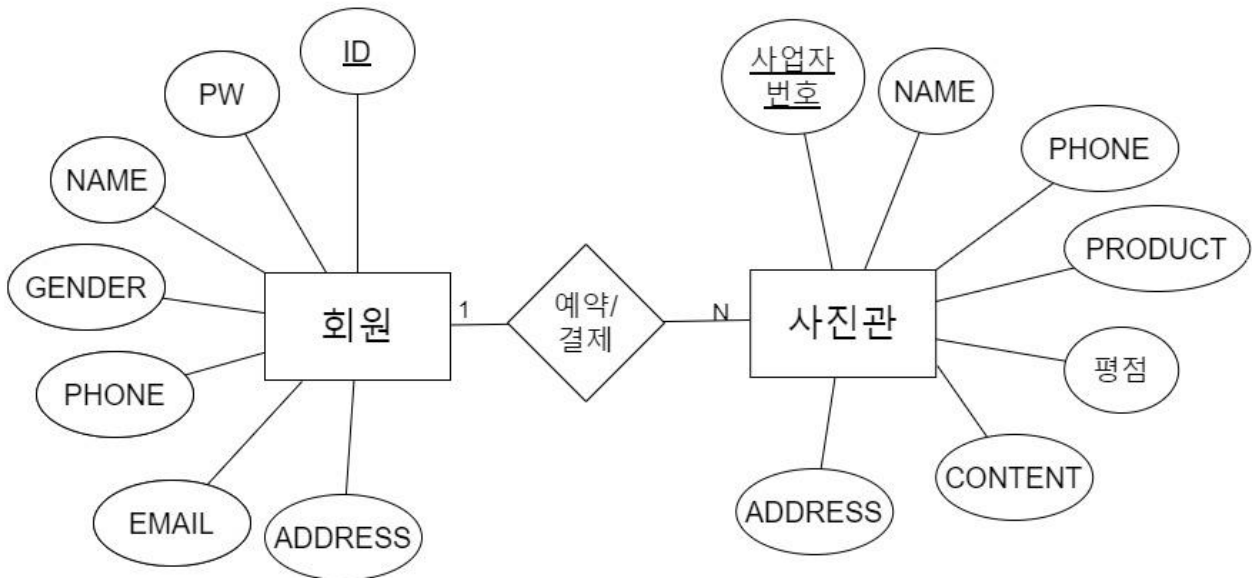 ID
PW
NAME
GENDER
PHONE
EMAIL
ADDRESS
회원
1
예약/
결제
N
사진관
사업자
번호
NAME
PHONE
PRODUCT
평점
CONTENT
ADDRESS